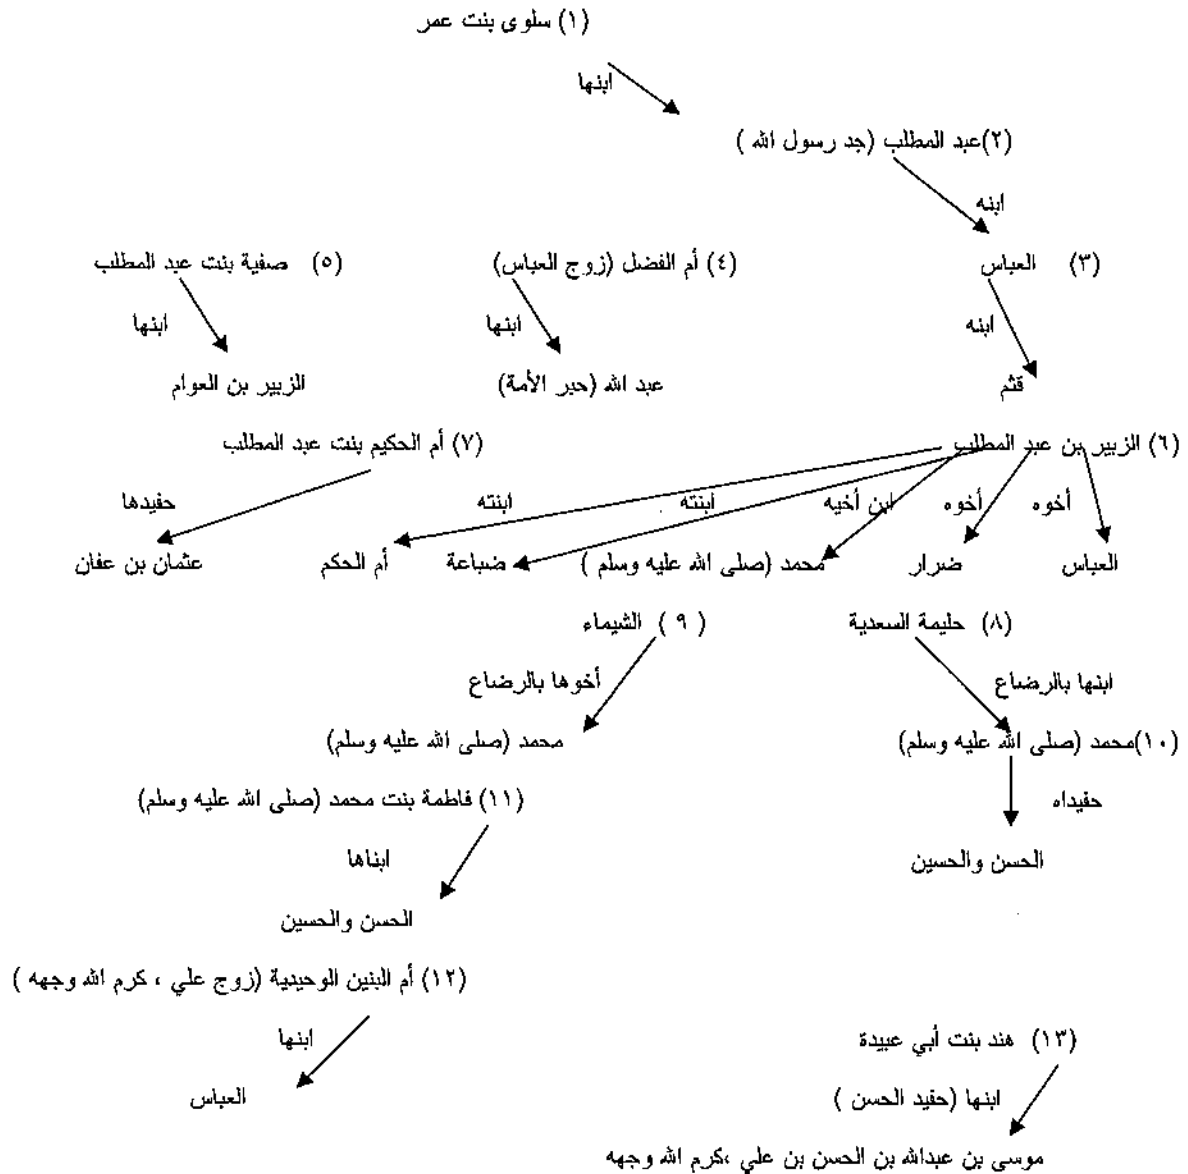 (١) سلوى بنت عمر
ابنها
(٢) عبد المطلب (جد رسول الله )
ابنه
(٣) العباس (٤) أم الفضل (زوج العباس) (٥) صفية بنت عبد المطلب
ابنه ابنها ابنها
قثم عبد الله (حبر الأمة) الزبير بن العوام
(٦) الزبير بن عبد المطلب (٧) أم الحكيم بنت عبد المطلب
أخوه أخوه ابن أخيه ابنته ابنته حفيدها
العباس ضرار محمد (صلى الله عليه وسلم ) ضباعة أم الحكم عثمان بن عفان
(٨) حليمة السعدية (٩ ) الشيماء
ابنها بالرضاع أخوها بالرضاع
(١٠)محمد (صلى الله عليه وسلم) محمد (صلى الله عليه وسلم)
حفيداه (١١) فاطمة بنت محمد (صلى الله عليه وسلم)
الحسن والحسين ابناها
الحسن والحسين
(١٢) أم البنين الوحيدية (زوج علي ، كرم الله وجهه )
(١٣) هند بنت أبي عبيدة ابنها
ابنها (حفيد الحسن ) العباس
موسى بن عبدالله بن الحسن بن علي ،كرم الله وجهه